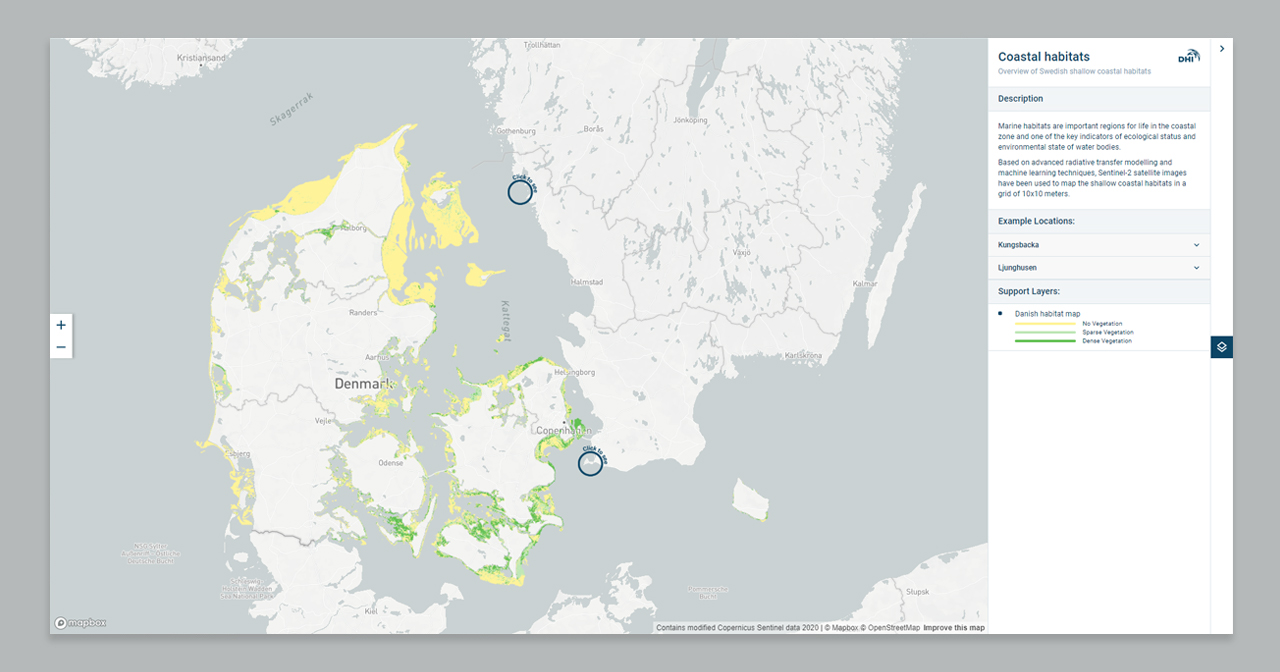 Trollhättan
Kristiansand
Skagerrak
Jönköping
Gothenburg
Borås
Click to see
Växjö
Halmstad
Kalmar
Kattegat
Randers
Aarhus
Karlskrona
Helsingborg
Denmark
Vejle
Copenhagen
Click to see
Odense
Kiel
Słupsk
mapbox
Contains modified Copernicus Sentinel data 2020 | © Mapbox © OpenStreetMap Improve this map
+
−
Coastal habitats
DHI
Overview of Swedish shallow coastal habitats
Description
Marine habitats are important regions for life in the coastal
zone and one of the key indicators of ecological status and
environmental state of water bodies.
Based on advanced radiative transfer modelling and
machine learning techniques, Sentinel-2 satellite images
have been used to map the shallow coastal habitats in a
grid of 10x10 meters.
Example Locations:
Kungsbacka
Ljunghusen
Support Layers:
Danish habitat map
No Vegetation
Sparse Vegetation
Dense Vegetation